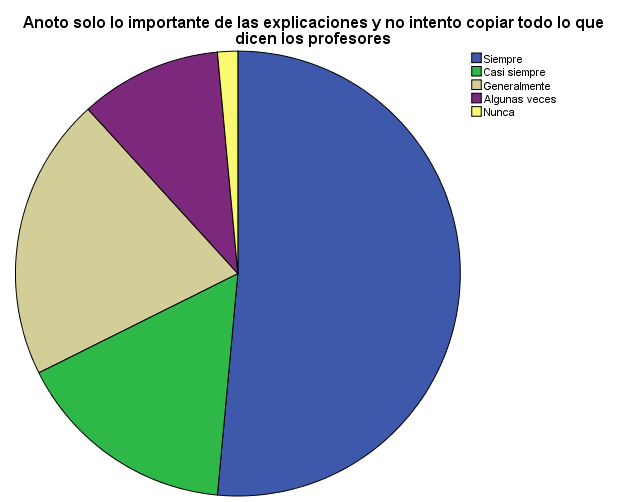 Anoto solo lo importante de las explicaciones y no intento copiar todo lo que
dicen los profesores
Siempre
Casi siempre
Generalmente
Algunas veces
Nunca